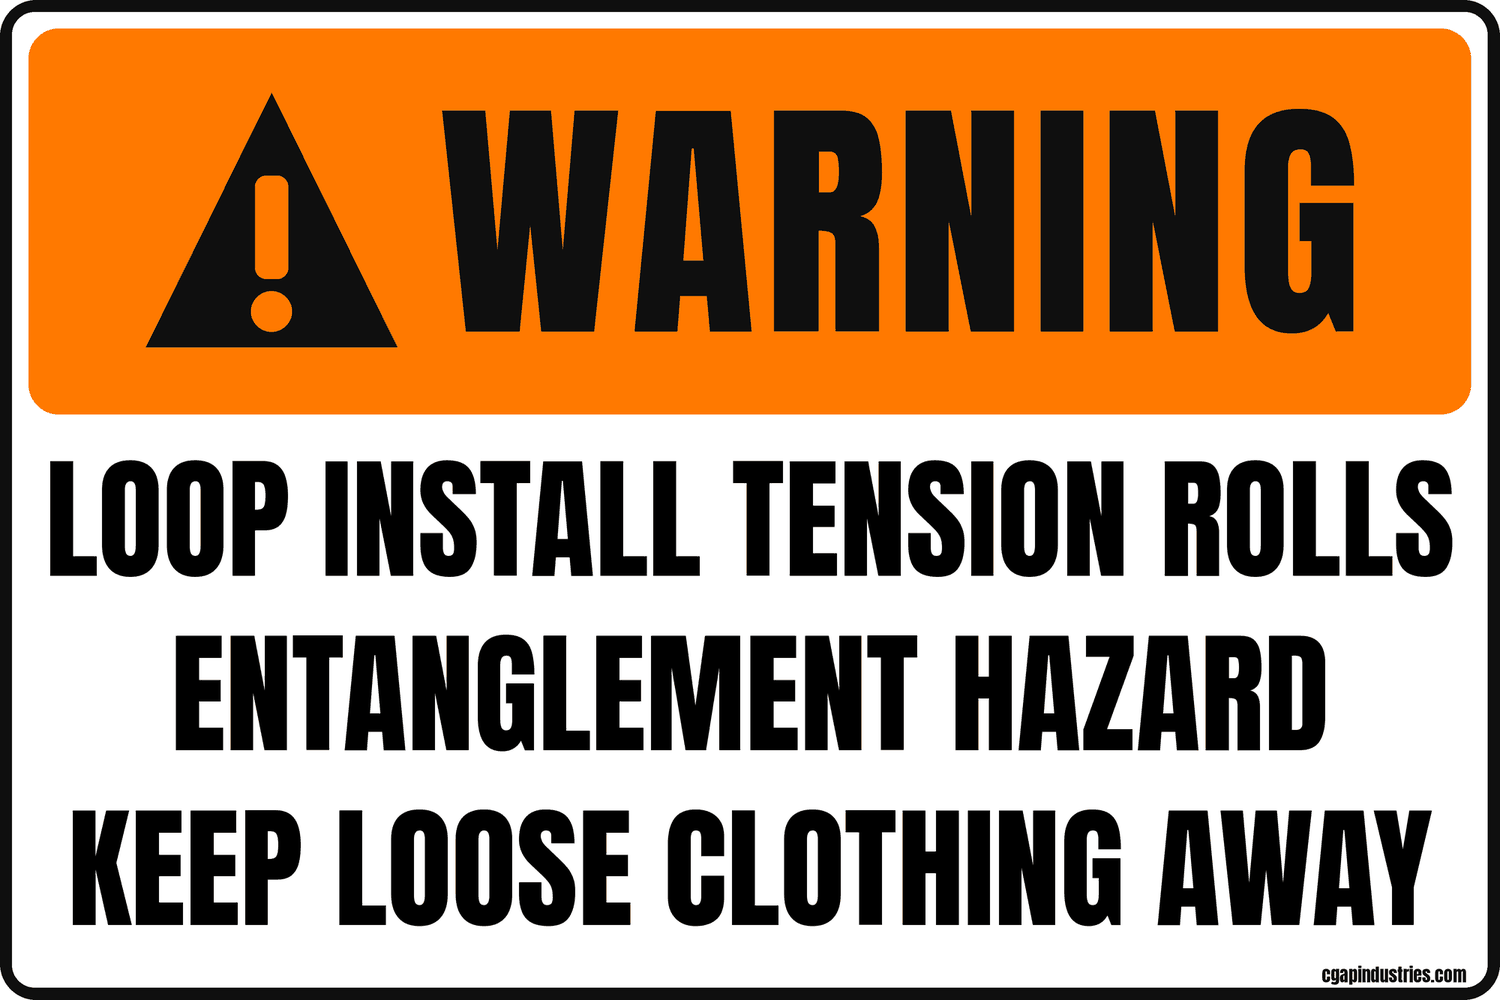 WARNING
LOOP INSTALL TENSION ROLLS
ENTANGLEMENT HAZARD
KEEP LOOSE CLOTHING AWAY
cgapindustries.com